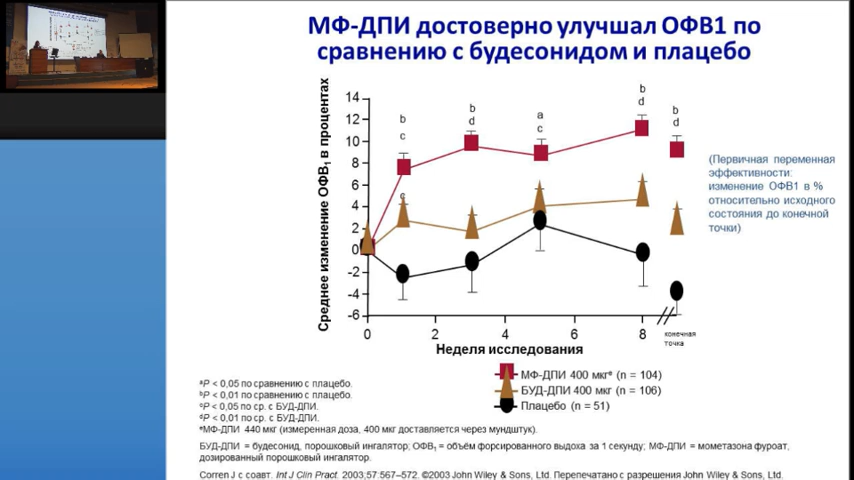 МФ-ДПИ достоверно улучшал ОФВ1 по
сравнению с будесонидом и плацебо
Среднее изменение ОФВ₁ в процентах
14
12
10
8
6
4
2
0
-2
-4
-6
b
c
b
d
a
c
b
d
b
d
c
0
2
4
6
8
конечная
точка
Неделя исследования
(Первичная переменная
эффективности:
изменение ОФВ1 в %
относительно исходного
состояния до конечной
точки)
МФ-ДПИ 400 мкгᵉ (n = 104)
БУД-ДПИ 400 мкг (n = 106)
Плацебо (n = 51)
ᵃP < 0,05 по сравнению с плацебо.
ᵇP < 0,01 по сравнению с плацебо.
ᶜP < 0,05 по ср. с БУД-ДПИ.
ᵈP < 0,01 по ср. с БУД-ДПИ.
ᵉМФ-ДПИ 440 мкг (измеренная доза, 400 мкг доставляется через мундштук).
БУД-ДПИ = будесонид, порошковый ингалятор; ОФВ₁ = объём форсированного выдоха за 1 секунду; МФ-ДПИ = мометазона фуроат,
дозированный порошковый ингалятор.
Corren J с соавт. Int J Clin Pract. 2003;57:567–572. ©2003 John Wiley & Sons, Ltd. Перепечатано с разрешения John Wiley & Sons, Ltd.